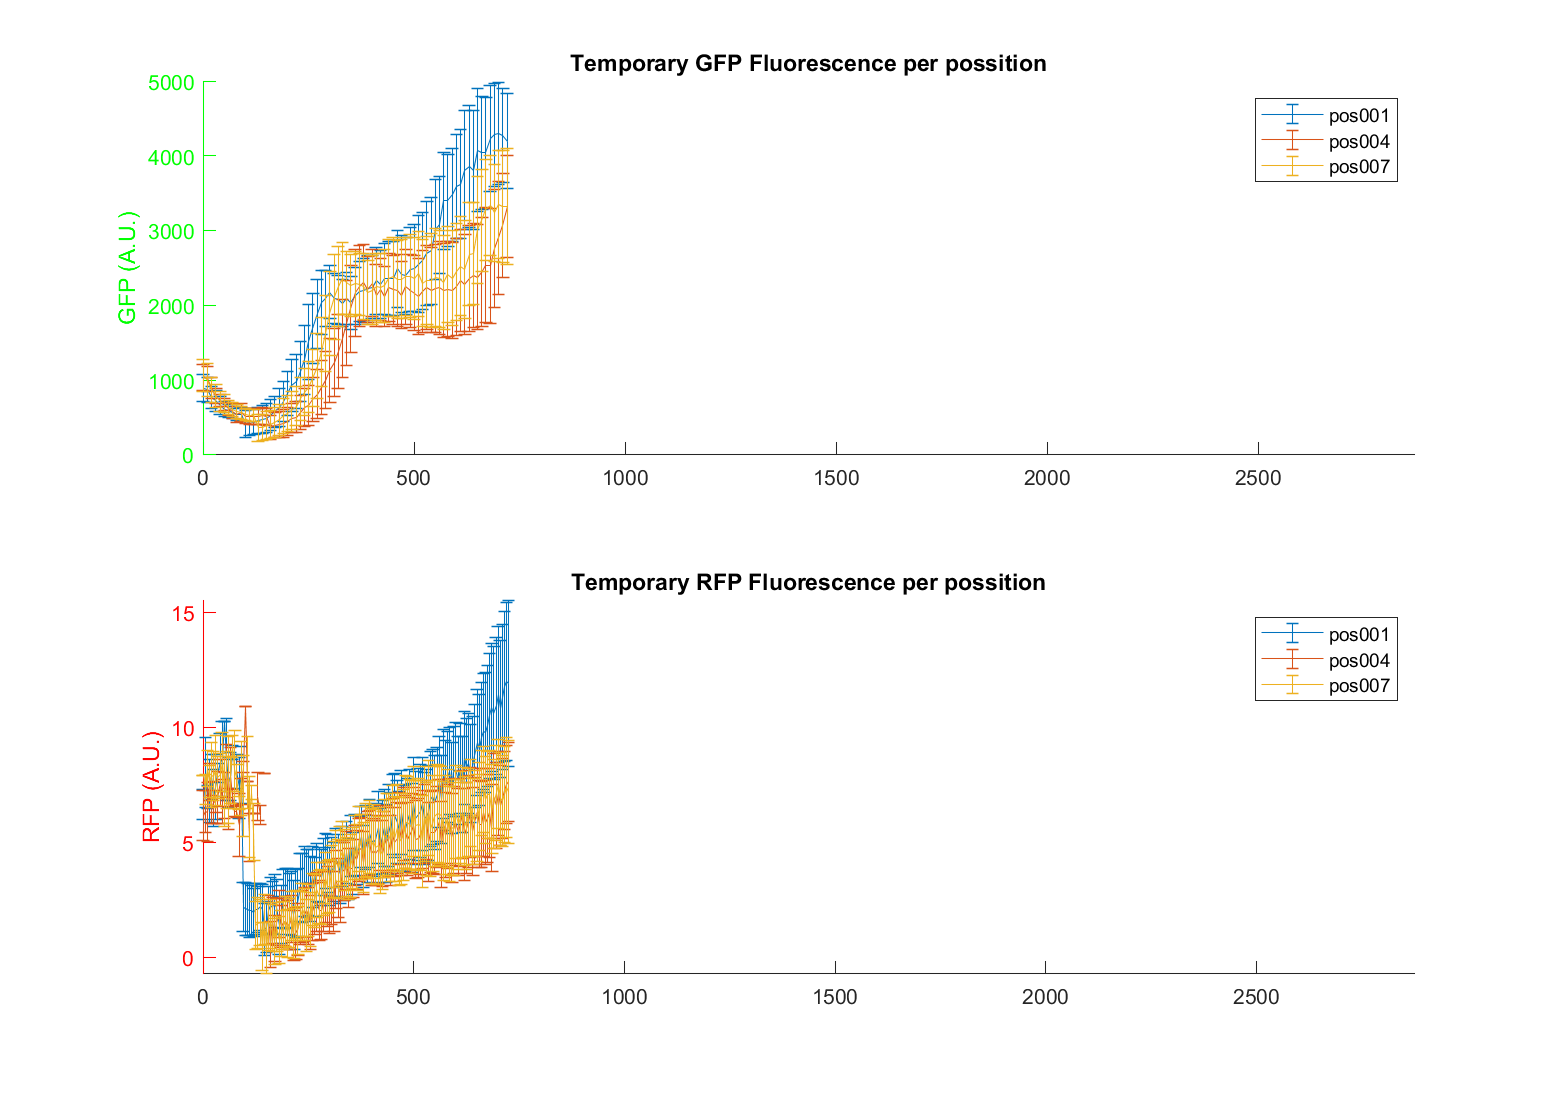 Temporary GFP Fluorescence per possition
5000
4000
3000
2000
1000
0
GFP (A.U.)
0 500 1000 1500 2000 2500
pos001
pos004
pos007
Temporary RFP Fluorescence per possition
15
10
5
0
RFP (A.U.)
0 500 1000 1500 2000 2500
pos001
pos004
pos007